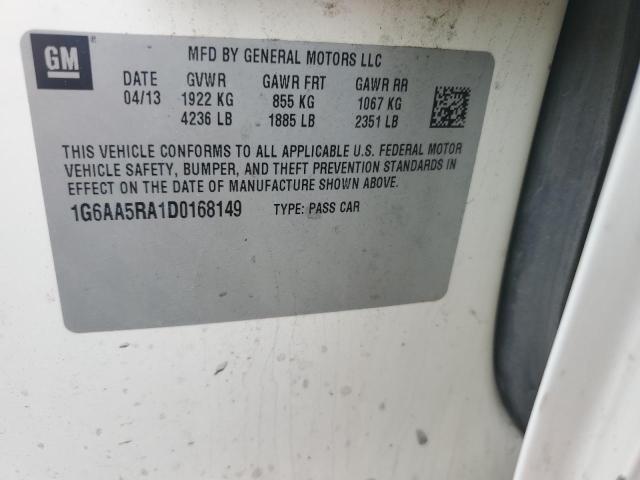 GM
MFD BY GENERAL MOTORS LLC
DATE GVWR GAWR FRT GAWR RR
04/13 1922 KG 855 KG 1067 KG
4236 LB 1885 LB 2351 LB
THIS VEHICLE CONFORMS TO ALL APPLICABLE U.S. FEDERAL MOTOR
VEHICLE SAFETY, BUMPER, AND THEFT PREVENTION STANDARDS IN
EFFECT ON THE DATE OF MANUFACTURE SHOWN ABOVE.
1G6AA5RA1D0168149 TYPE: PASS CAR